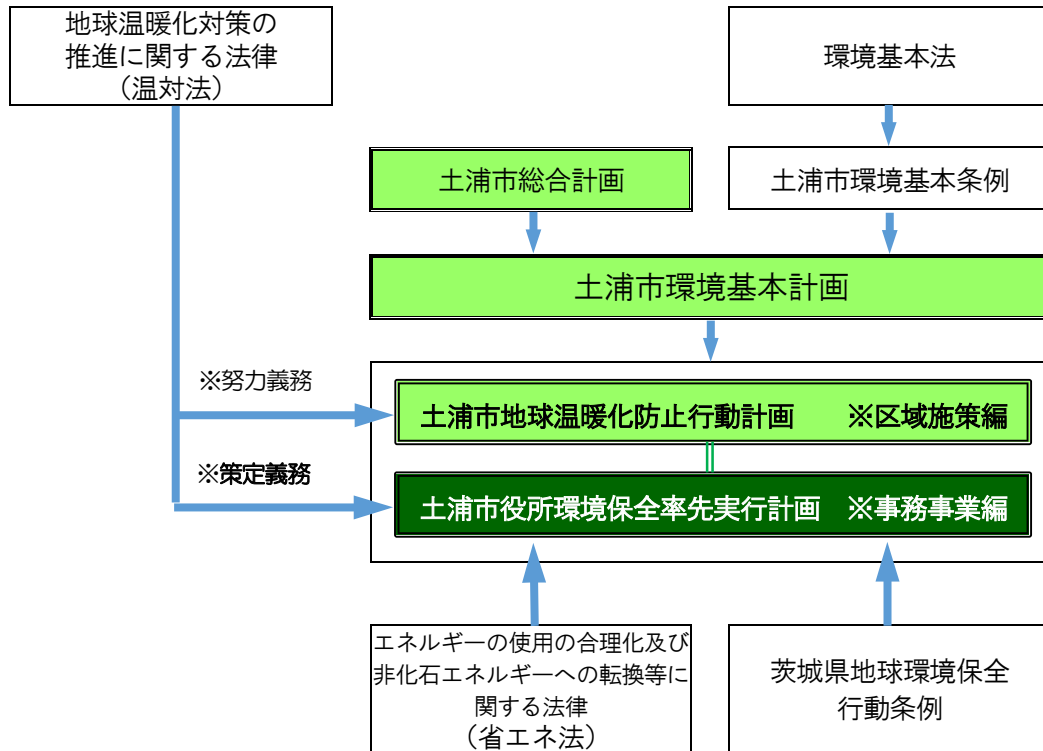 地球温暖化対策の
推進に関する法律
（温対法）
環境基本法
土浦市総合計画
土浦市環境基本条例
土浦市環境基本計画
※努力義務
土浦市地球温暖化防止行動計画　※区域施策編
※策定義務
土浦市役所環境保全率先実行計画　※事務事業編
エネルギーの使用の合理化及び
非化石エネルギーへの転換等に
関する法律
（省エネ法）
茨城県地球環境保全
行動条例